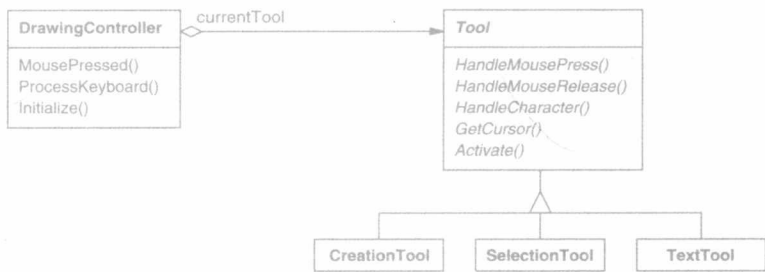 DrawingController
currentTool
Tool
MousePressed()
ProcessKeyboard()
Initialize()
HandleMousePress()
HandleMouseRelease()
HandleCharacter()
GetCursor()
Activate()
CreationTool
SelectionTool
TextTool